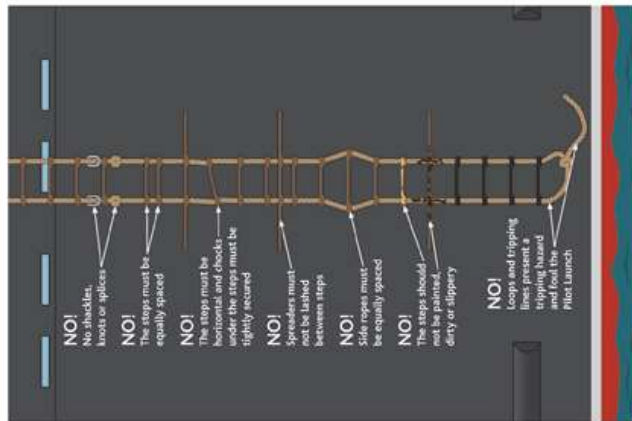 NO!
No shackles,
knots or splices
NO!
The steps must be
equally spaced
NO!
The steps must be
horizontal and chocks
under the steps must be
tightly secured
NO!
Spreaders must
not be lashed
between steps
NO!
Side ropes must
be equally spaced
NO!
The steps should
not be painted,
dirty or slippery
NO!
Loops and tripping
lines present a
tripping hazard
and foul the
Pilot Launch